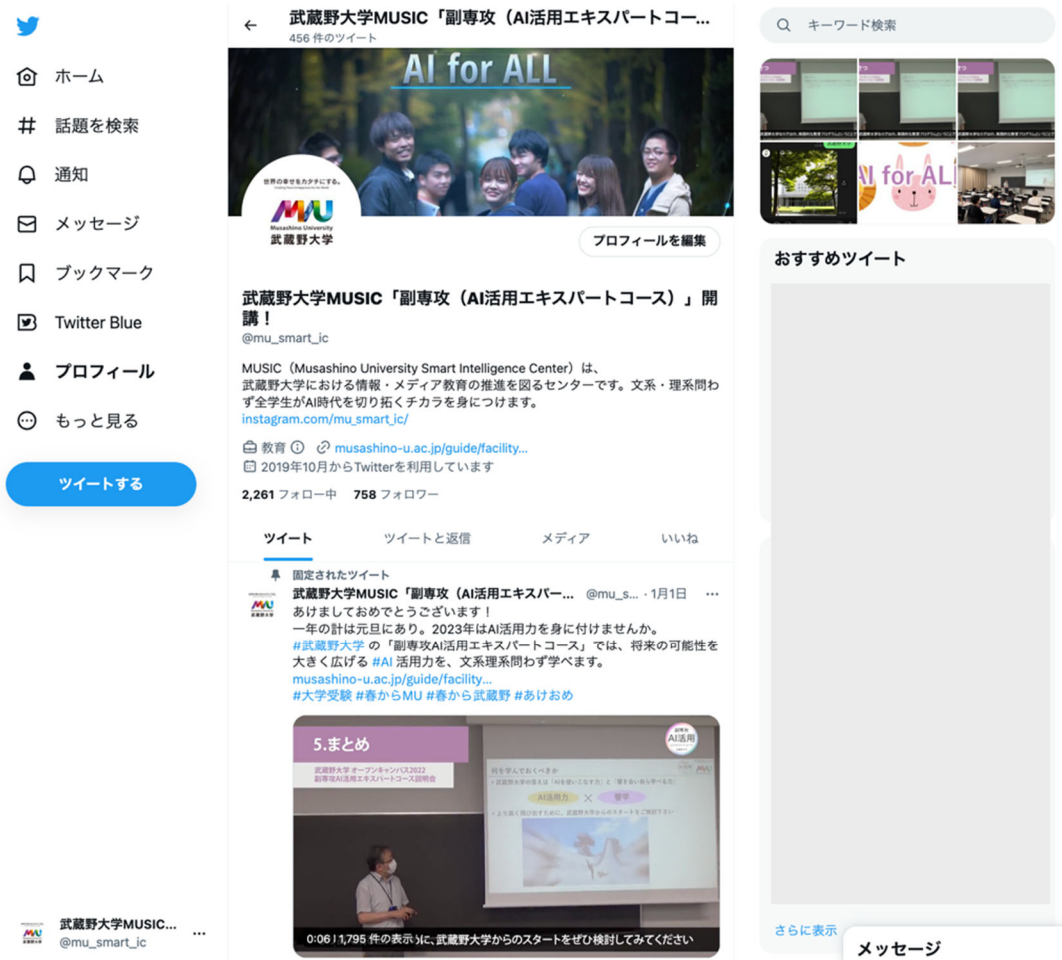 ホーム
話題を検索
通知
メッセージ
ブックマーク
Twitter Blue
プロフィール
もっと見る
ツイートする
武蔵野大学MUSIC...
@mu_smart_ic
武蔵野大学MUSIC「副専攻（AI活用エキスパートコー...
456 件のツイート
AI for ALL
世界の幸せをカタチにする。
Musashino University
武蔵野大学
プロフィールを編集
武蔵野大学MUSIC「副専攻（AI活用エキスパートコース）」開
講！
@mu_smart_ic
MUSIC（Musashino University Smart Intelligence Center）は、
武蔵野大学における情報・メディア教育の推進を図るセンターです。文系・理系問わ
ず全学生がAI時代を切り拓くチカラを身につけます。
instagram.com/mu_smart_ic/
教育 musashino-u.ac.jp/guide/facility...
2019年10月からTwitterを利用しています
2,261 フォロー中 758 フォロワー
ツイート ツイートと返信 メディア いいね
固定されたツイート
武蔵野大学MUSIC「副専攻（AI活用エキスパー... @mu_s... · 1月1日
あけましておめでとうございます！
一年の計は元旦にあり。2023年はAI活用力を身に付けませんか。
#武蔵野大学 の「副専攻AI活用エキスパートコース」では、将来の可能性を
大きく広げる #AI 活用力を、文系理系問わず学べます。
musashino-u.ac.jp/guide/facility...
#大学受験 #春からMU #春から武蔵野 #あけおめ
5.まとめ
武蔵野大学 オープンキャンパス2022
副専攻AI活用エキスパートコース説明会
副専攻
AI活用
何を学んでおくべきか
AI活用力 × 響学
0:06 1,795 件の表示 に、武蔵野大学からのスタートをぜひ検討してみてください
キーワード検索
AI for ALL
おすすめツイート
さらに表示
メッセージ